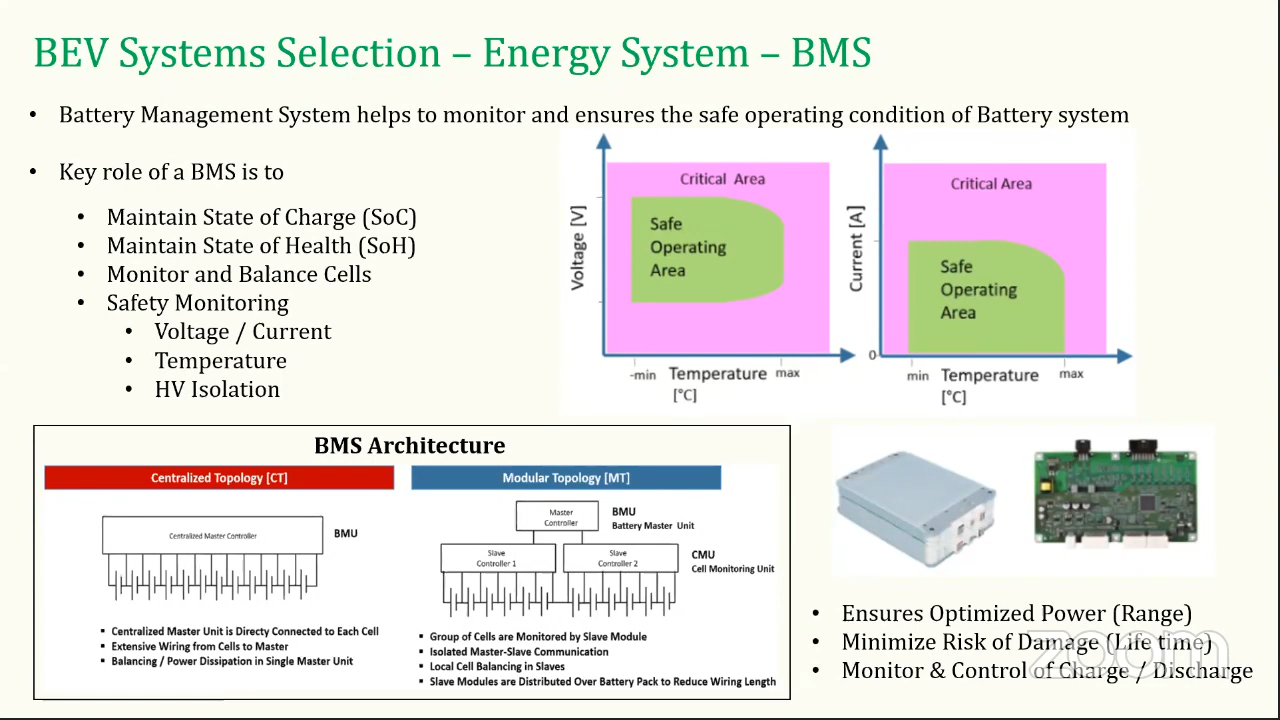 BEV Systems Selection – Energy System – BMS
• Battery Management System helps to monitor and ensures the safe operating condition of Battery system
• Key role of a BMS is to
• Maintain State of Charge (SoC)
• Maintain State of Health (SoH)
• Monitor and Balance Cells
• Safety Monitoring
• Voltage / Current
• Temperature
• HV Isolation
Voltage [V]
Critical Area
Safe
Operating
Area
-min
Temperature
max
[°C]
Current [A]
Critical Area
Safe
Operating
Area
0
min
Temperature
max
[°C]
BMS Architecture
Centralized Topology [CT]
Centralized Master Controller
BMU
▪ Centralized Master Unit is Directy Connected to Each Cell
▪ Extensive Wiring from Cells to Master
▪ Balancing / Power Dissipation in Single Master Unit
Modular Topology [MT]
Master
Controller
BMU
Battery Master Unit
Slave
Controller 1
Slave
Controller 2
CMU
Cell Monitoring Unit
▪ Group of Cells are Monitored by Slave Module
▪ Isolated Master-Slave Communication
▪ Local Cell Balancing in Slaves
▪ Slave Modules are Distributed Over Battery Pack to Reduce Wiring Length
• Ensures Optimized Power (Range)
• Minimize Risk of Damage (Life time)
• Monitor & Control of Charge / Discharge
zoom